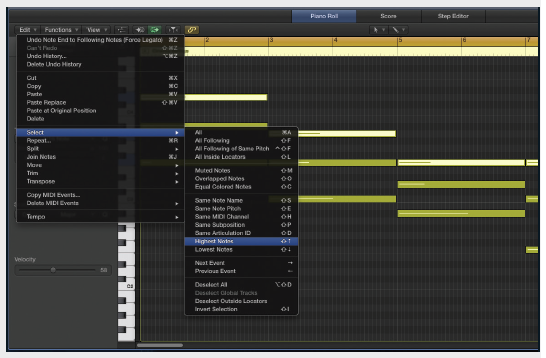 Piano Roll Score Step Editor
Edit Functions View
2 3 4 5 6 7
Undo Note End to Following Notes (Force Legato) ⌘Z
Can't Redo ⇧⌘Z
Undo History... ⌥⌘Z
Delete Undo History
Cut ⌘X
Copy ⌘C
Paste ⌘V
Paste Replace ⇧⌘V
Paste at Original Position
Delete
Select
Repeat... ⌘R
Split
Join Notes ⌘J
Move
Trim
Transpose
Copy MIDI Events...
Delete MIDI Events
Tempo
All ⌘A
All Following ⇧F
All Following of Same Pitch ^⇧F
All Inside Locators ⇧L
Muted Notes ⇧M
Overlapped Notes ⇧O
Equal Colored Notes ⇧C
Same Note Name ⇧S
Same Note Pitch ⇧E
Same MIDI Channel ⇧H
Same Subposition ⇧P
Same Articulation ID ⇧D
Highest Notes ⇧↑
Lowest Notes ⇧↓
Next Event →
Previous Event ←
Deselect All ⌥⇧D
Deselect Global Tracks
Deselect Outside Locators
Invert Selection ⇧I
Velocity